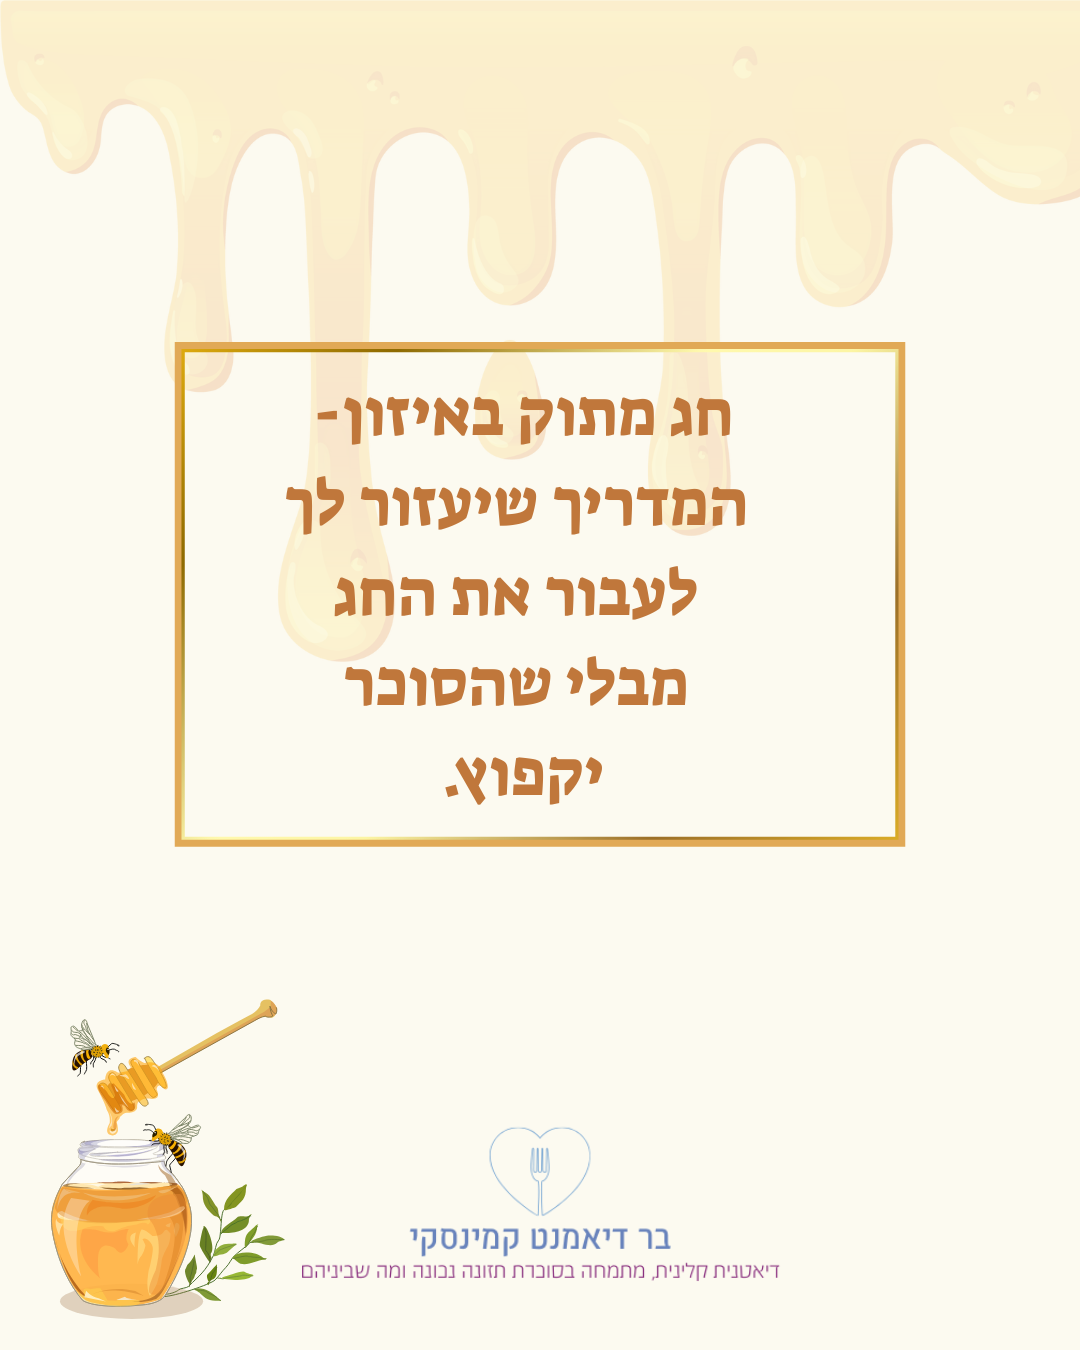 חג מתוק באיזון-
המדריך שיעזור לך
לעבור את החג
מבלי שהסוכר
יקפוץ.
בר דיאמנט קמינסקי
דיאטנית קלינית, מתמחה בסוכרת תזונה נכונה ומה שביניהם